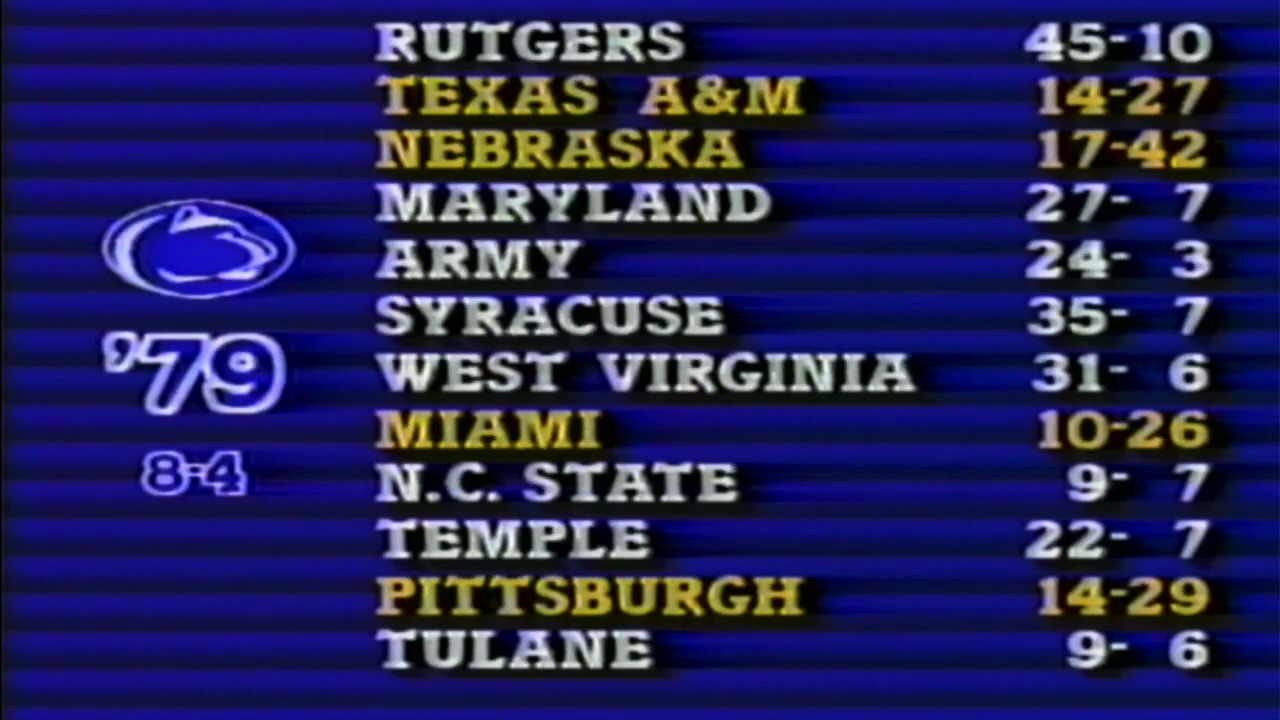 RUTGERS 45-10
TEXAS A&M 14-27
NEBRASKA 17-42
MARYLAND 27- 7
ARMY 24- 3
SYRACUSE 35- 7
WEST VIRGINIA 31- 6
MIAMI 10-26
N.C. STATE 9- 7
TEMPLE 22- 7
PITTSBURGH 14-29
TULANE 9- 6
'79
8-4